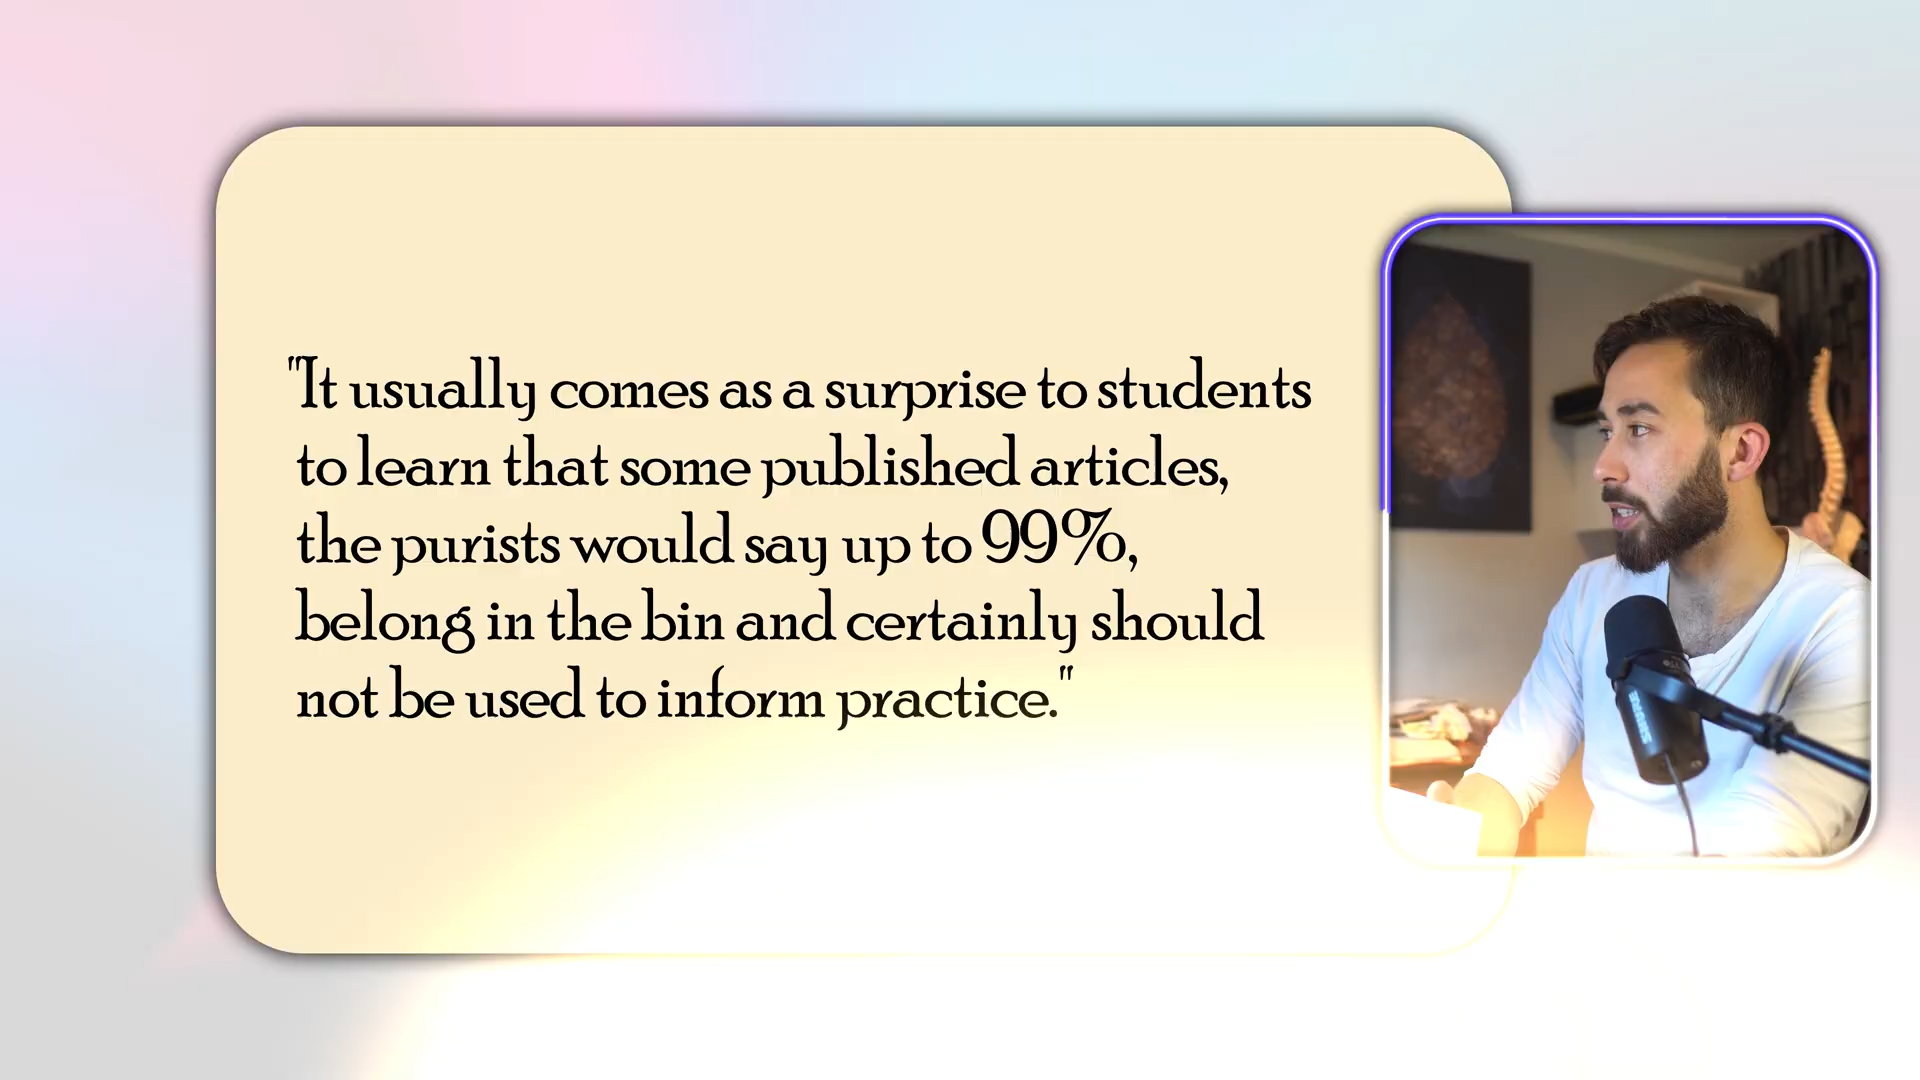 "It usually comes as a surprise to students
to learn that some published articles,
the purists would say up to 99%,
belong in the bin and certainly should
not be used to inform practice."
SHURE